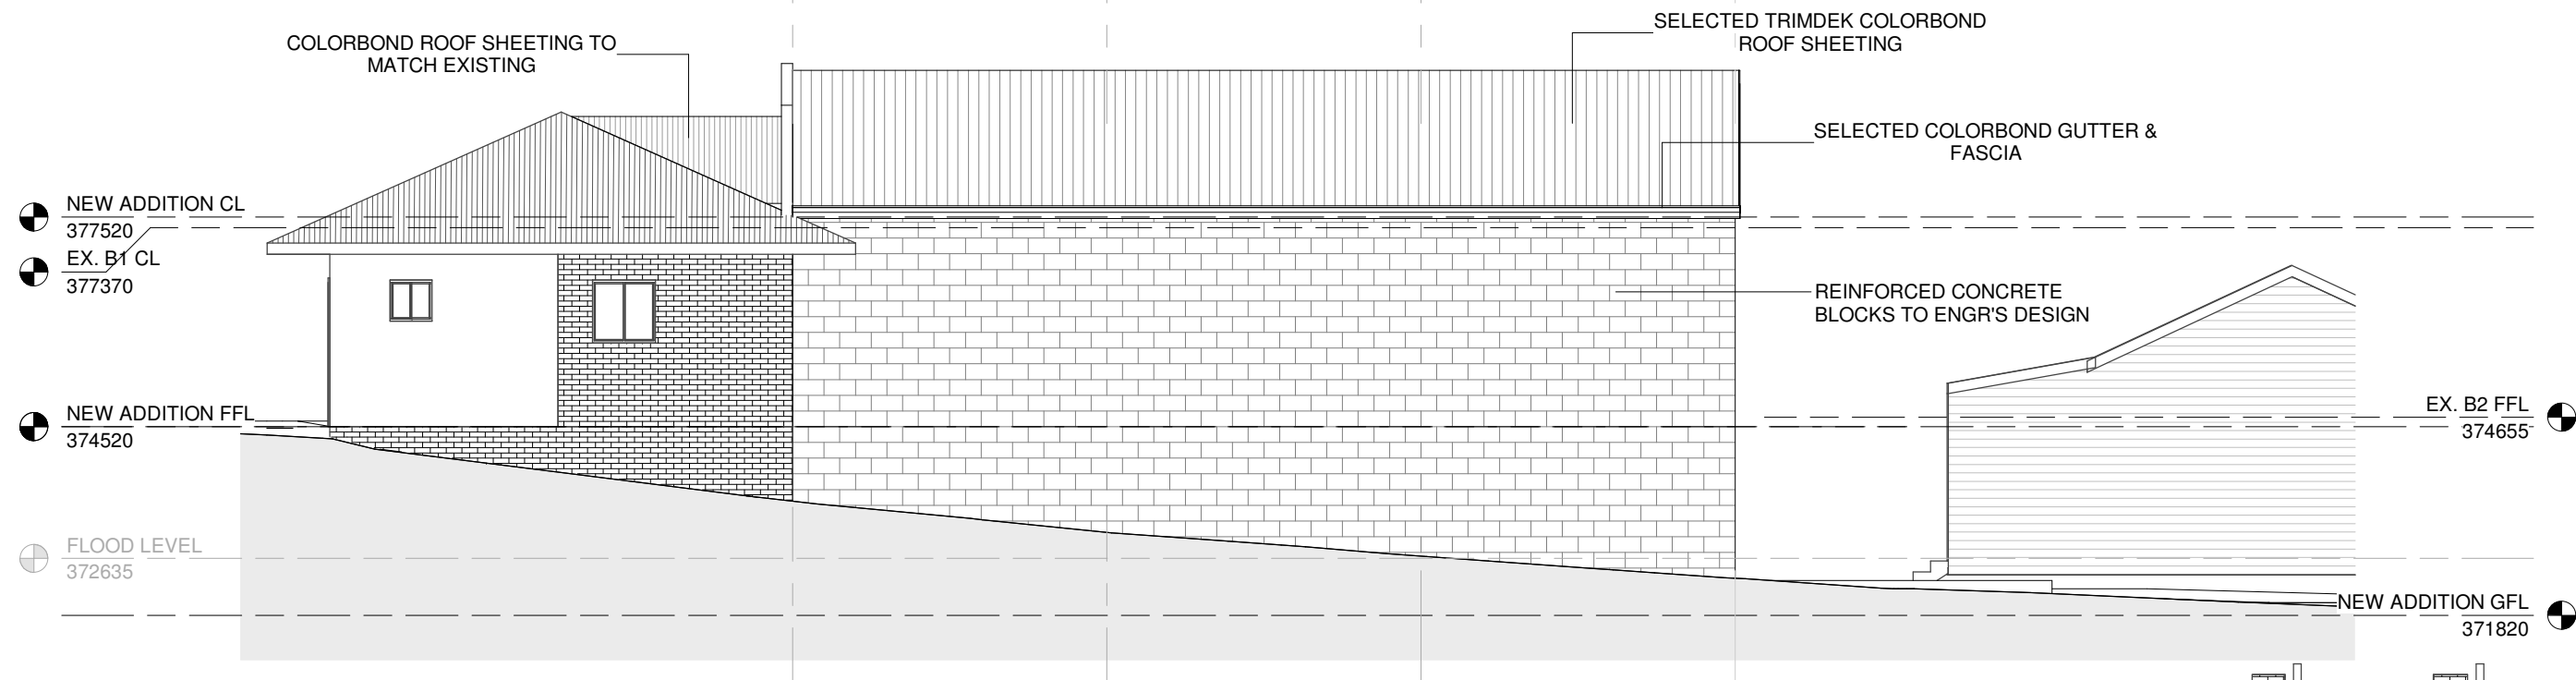 SELECTED TRIMDEK COLORBOND
ROOF SHEETING
COLORBOND ROOF SHEETING TO
MATCH EXISTING
SELECTED COLORBOND GUTTER &
FASCIA
NEW ADDITION CL
377520
EX. B1 CL
377370
REINFORCED CONCRETE
BLOCKS TO ENGR'S DESIGN
NEW ADDITION FFL
374520
EX. B2 FFL
374655
FLOOD LEVEL
372635
NEW ADDITION GFL
371820